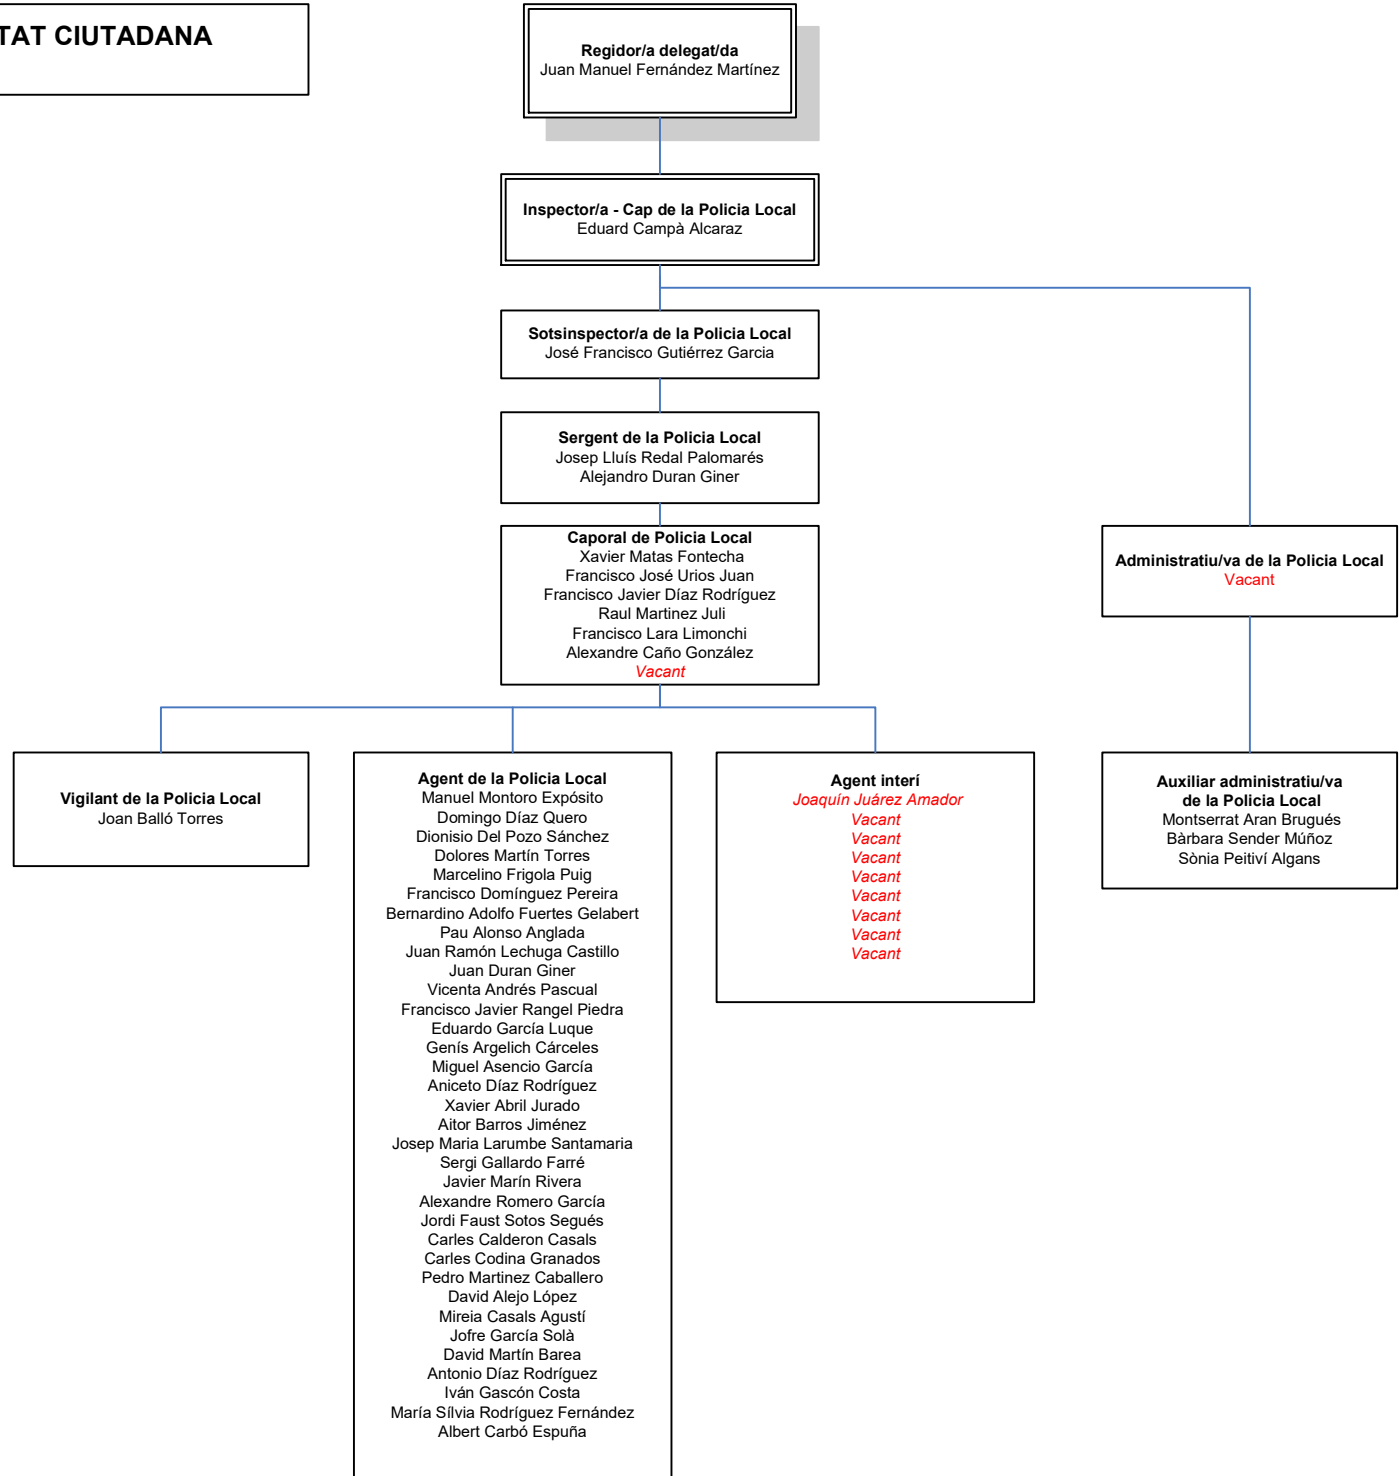 TAT CIUTADANA
Regidor/a delegat/da
Juan Manuel Fernández Martínez
Inspector/a - Cap de la Policia Local
Eduard Campà Alcaraz
Sotsinspector/a de la Policia Local
José Francisco Gutiérrez Garcia
Sergent de la Policia Local
Josep Lluís Redal Palomarés
Alejandro Duran Giner
Caporal de Policia Local
Xavier Matas Fontecha
Francisco José Urios Juan
Francisco Javier Díaz Rodríguez
Raul Martinez Juli
Francisco Lara Limonchi
Alexandre Caño González
Vacant
Administratiu/va de la Policia Local
Vacant
Vigilant de la Policia Local
Joan Balló Torres
Agent de la Policia Local
Manuel Montoro Expósito
Domingo Díaz Quero
Dionisio Del Pozo Sánchez
Dolores Martín Torres
Marcelino Frigola Puig
Francisco Domínguez Pereira
Bernardino Adolfo Fuertes Gelabert
Pau Alonso Anglada
Juan Ramón Lechuga Castillo
Juan Duran Giner
Vicenta Andrés Pascual
Francisco Javier Rangel Piedra
Eduardo García Luque
Genís Argelich Cárceles
Miguel Asencio García
Aniceto Díaz Rodríguez
Xavier Abril Jurado
Aitor Barros Jiménez
Josep Maria Larumbe Santamaria
Sergi Gallardo Farré
Javier Marín Rivera
Alexandre Romero García
Jordi Faust Sotos Segués
Carles Calderon Casals
Carles Codina Granados
Pedro Martinez Caballero
David Alejo López
Mireia Casals Agustí
Jofre García Solà
David Martín Barea
Antonio Díaz Rodríguez
Iván Gascón Costa
María Sílvia Rodríguez Fernández
Albert Carbó Espuña
Agent interí
Joaquín Juárez Amador
Vacant
Vacant
Vacant
Vacant
Vacant
Vacant
Vacant
Vacant
Auxiliar administratiu/va
de la Policia Local
Montserrat Aran Brugués
Bàrbara Sender Múñoz
Sònia Peitiví Algans